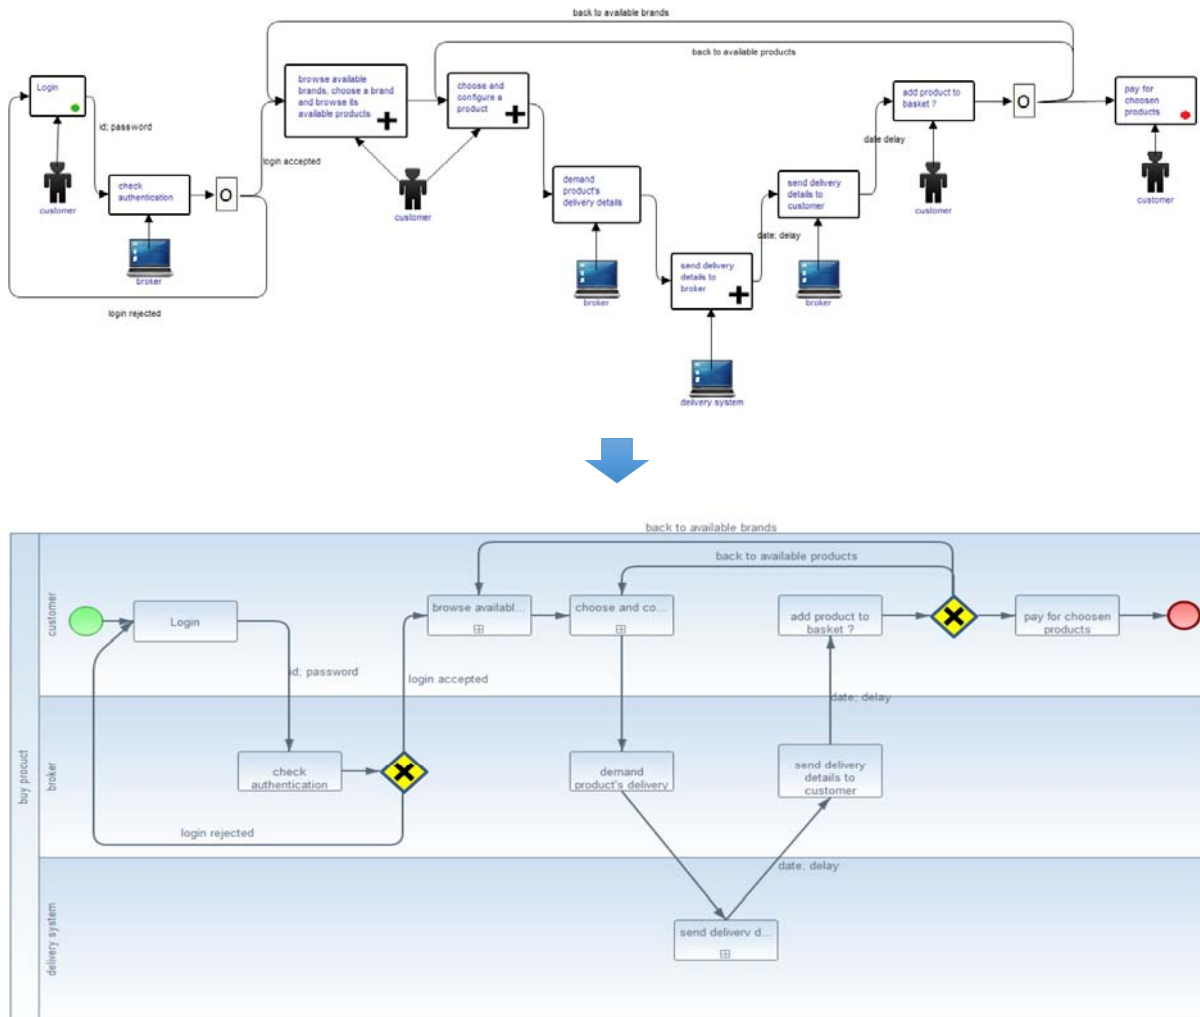 back to available brands
back to available products
Login
id; password
customer
check
authentication
O
broker
login accepted
login rejected
browse available
brands, choose a brand
and browse its
available products
choose and
configure a
product
customer
demand
product's
delivery details
broker
send delivery
details to
broker
delivery system
date; delay
send delivery
details to
customer
broker
date delay
add product to
basket ?
customer
O
pay for
choosen
products
customer
back to available brands
back to available products
buy procuct
customer
Login
id; password
login accepted
browse availabl...
choose and co...
add product to
basket ?
pay for choosen
products
date; delay
broker
check
authentication
login rejected
demand
product's delivery
send delivery
details to
customer
date; delay
delivery system
send delivery d...